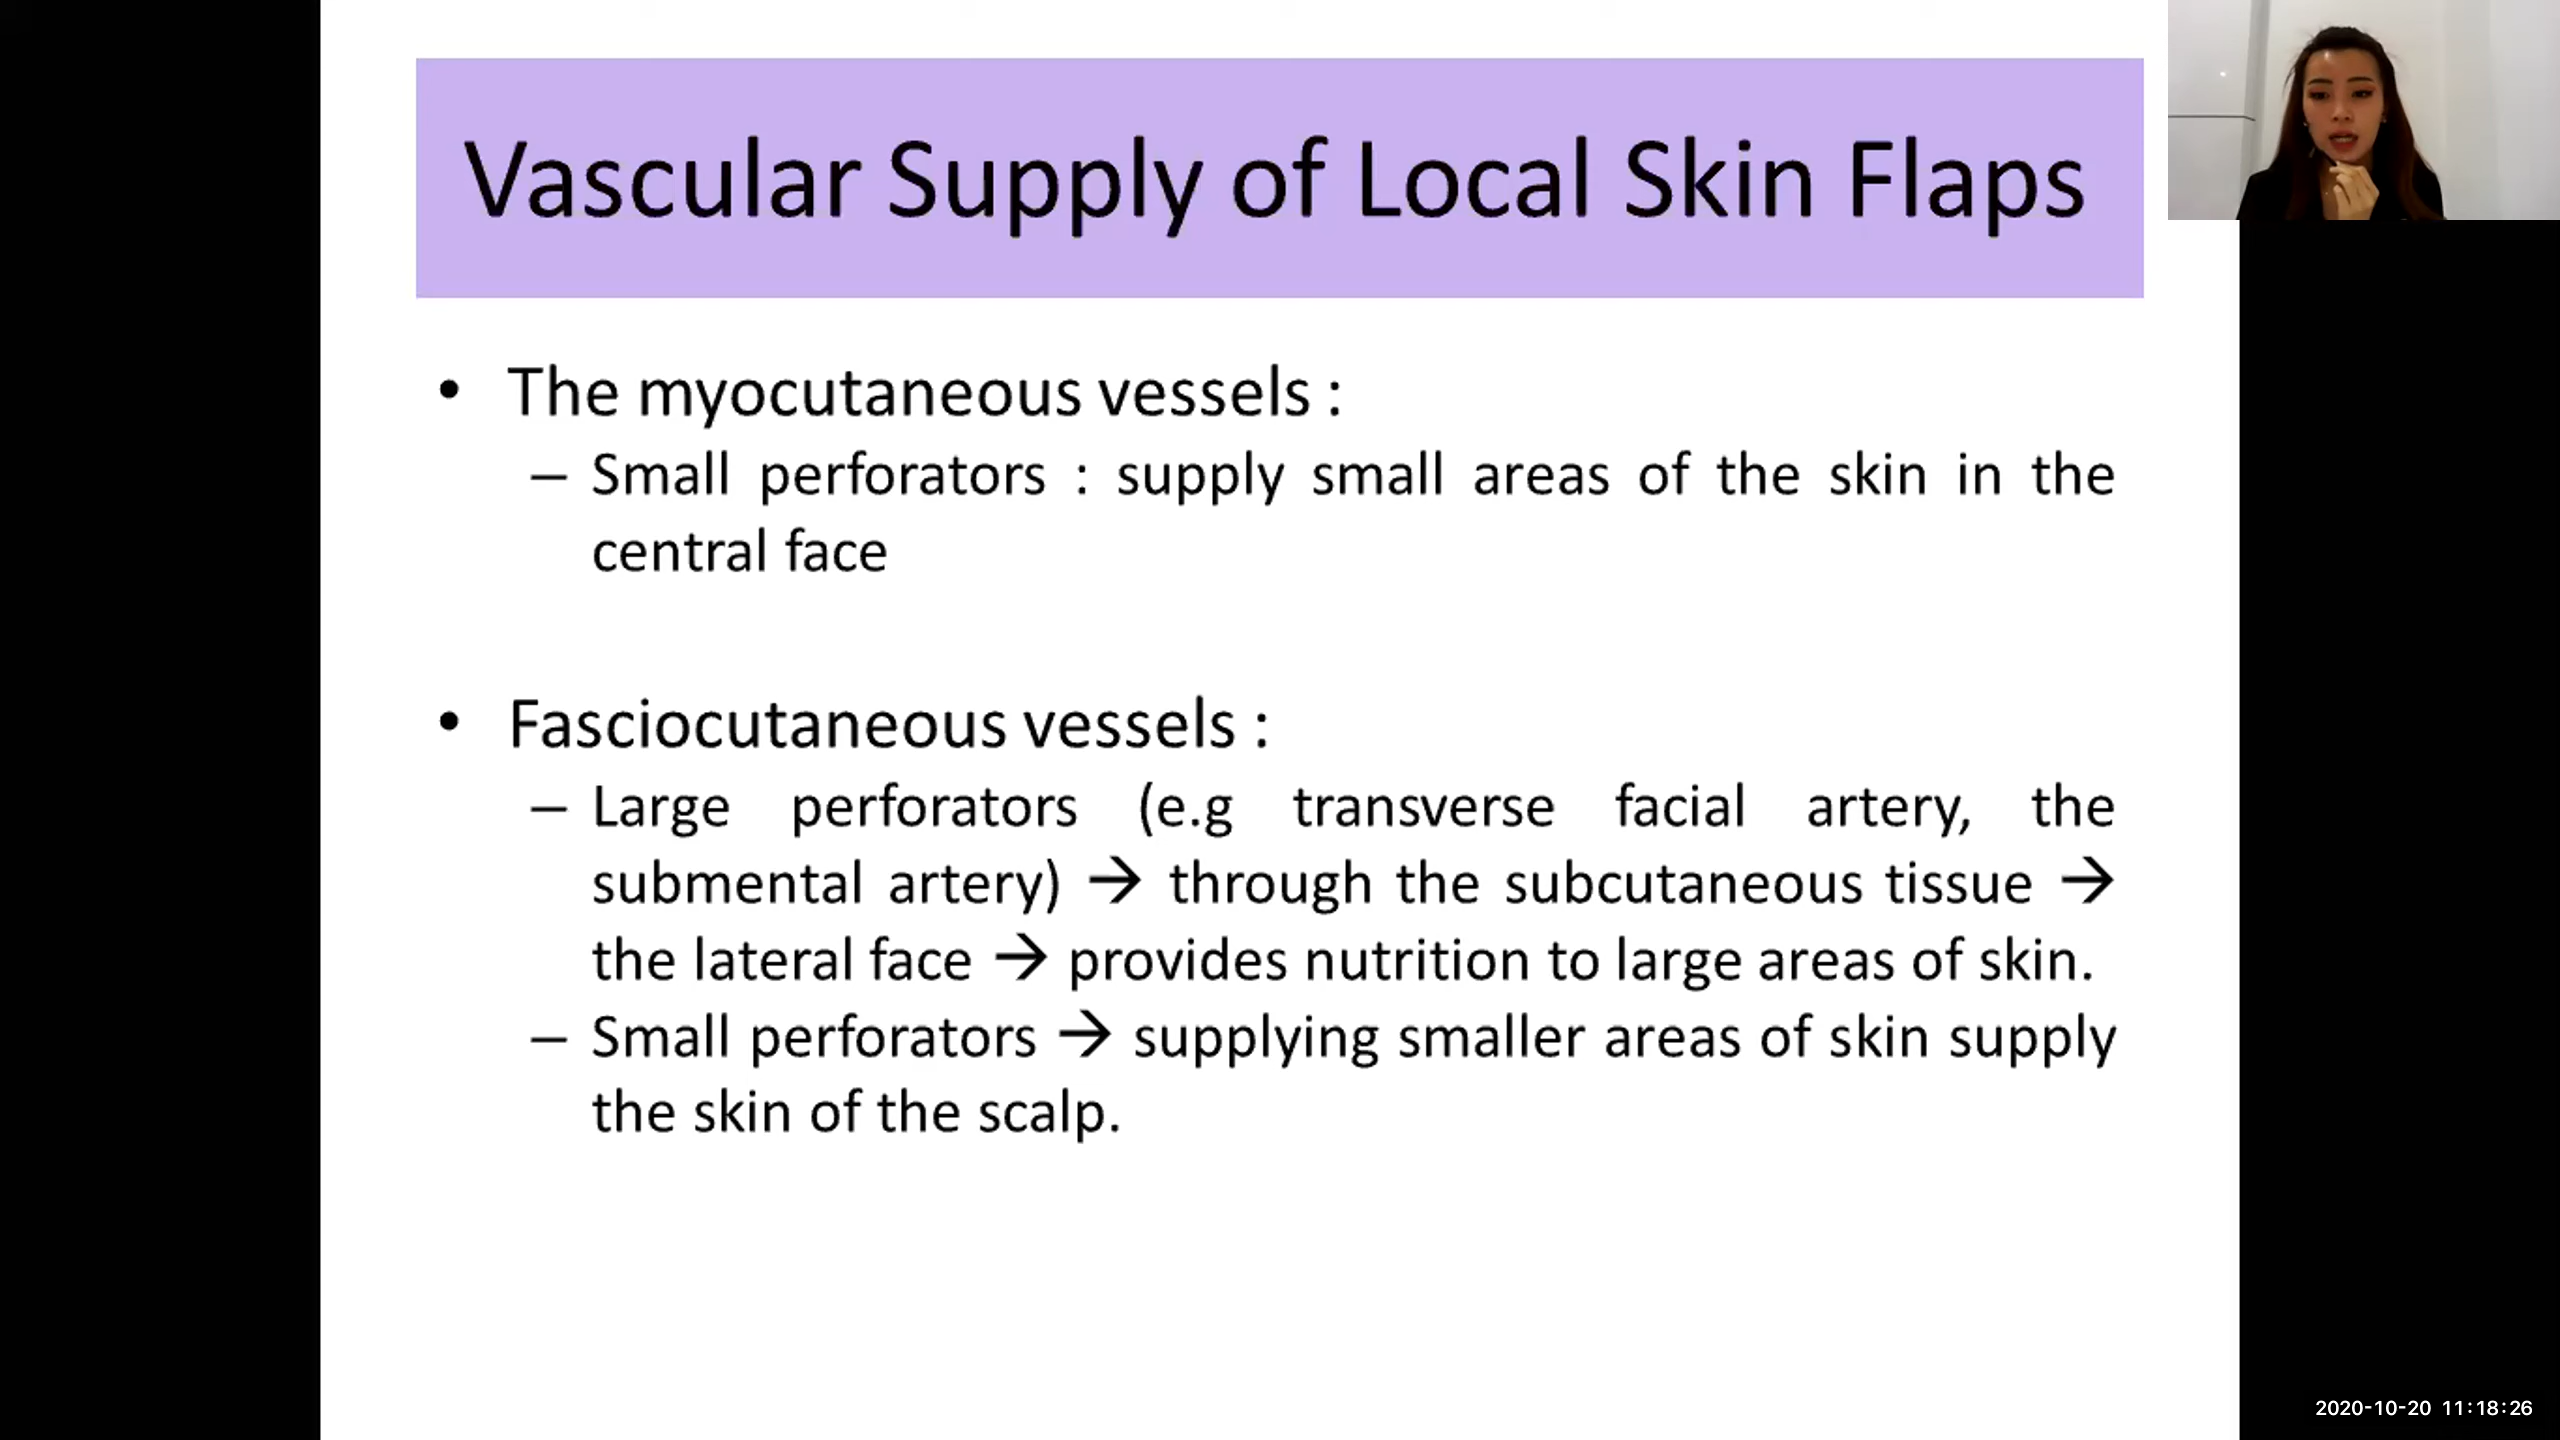 Vascular Supply of Local Skin Flaps
• The myocutaneous vessels :
– Small perforators : supply small areas of the skin in the
central face
• Fasciocutaneous vessels :
– Large perforators (e.g transverse facial artery, the
submental artery) → through the subcutaneous tissue →
the lateral face → provides nutrition to large areas of skin.
– Small perforators → supplying smaller areas of skin supply
the skin of the scalp.
2020-10-20 11:18:26